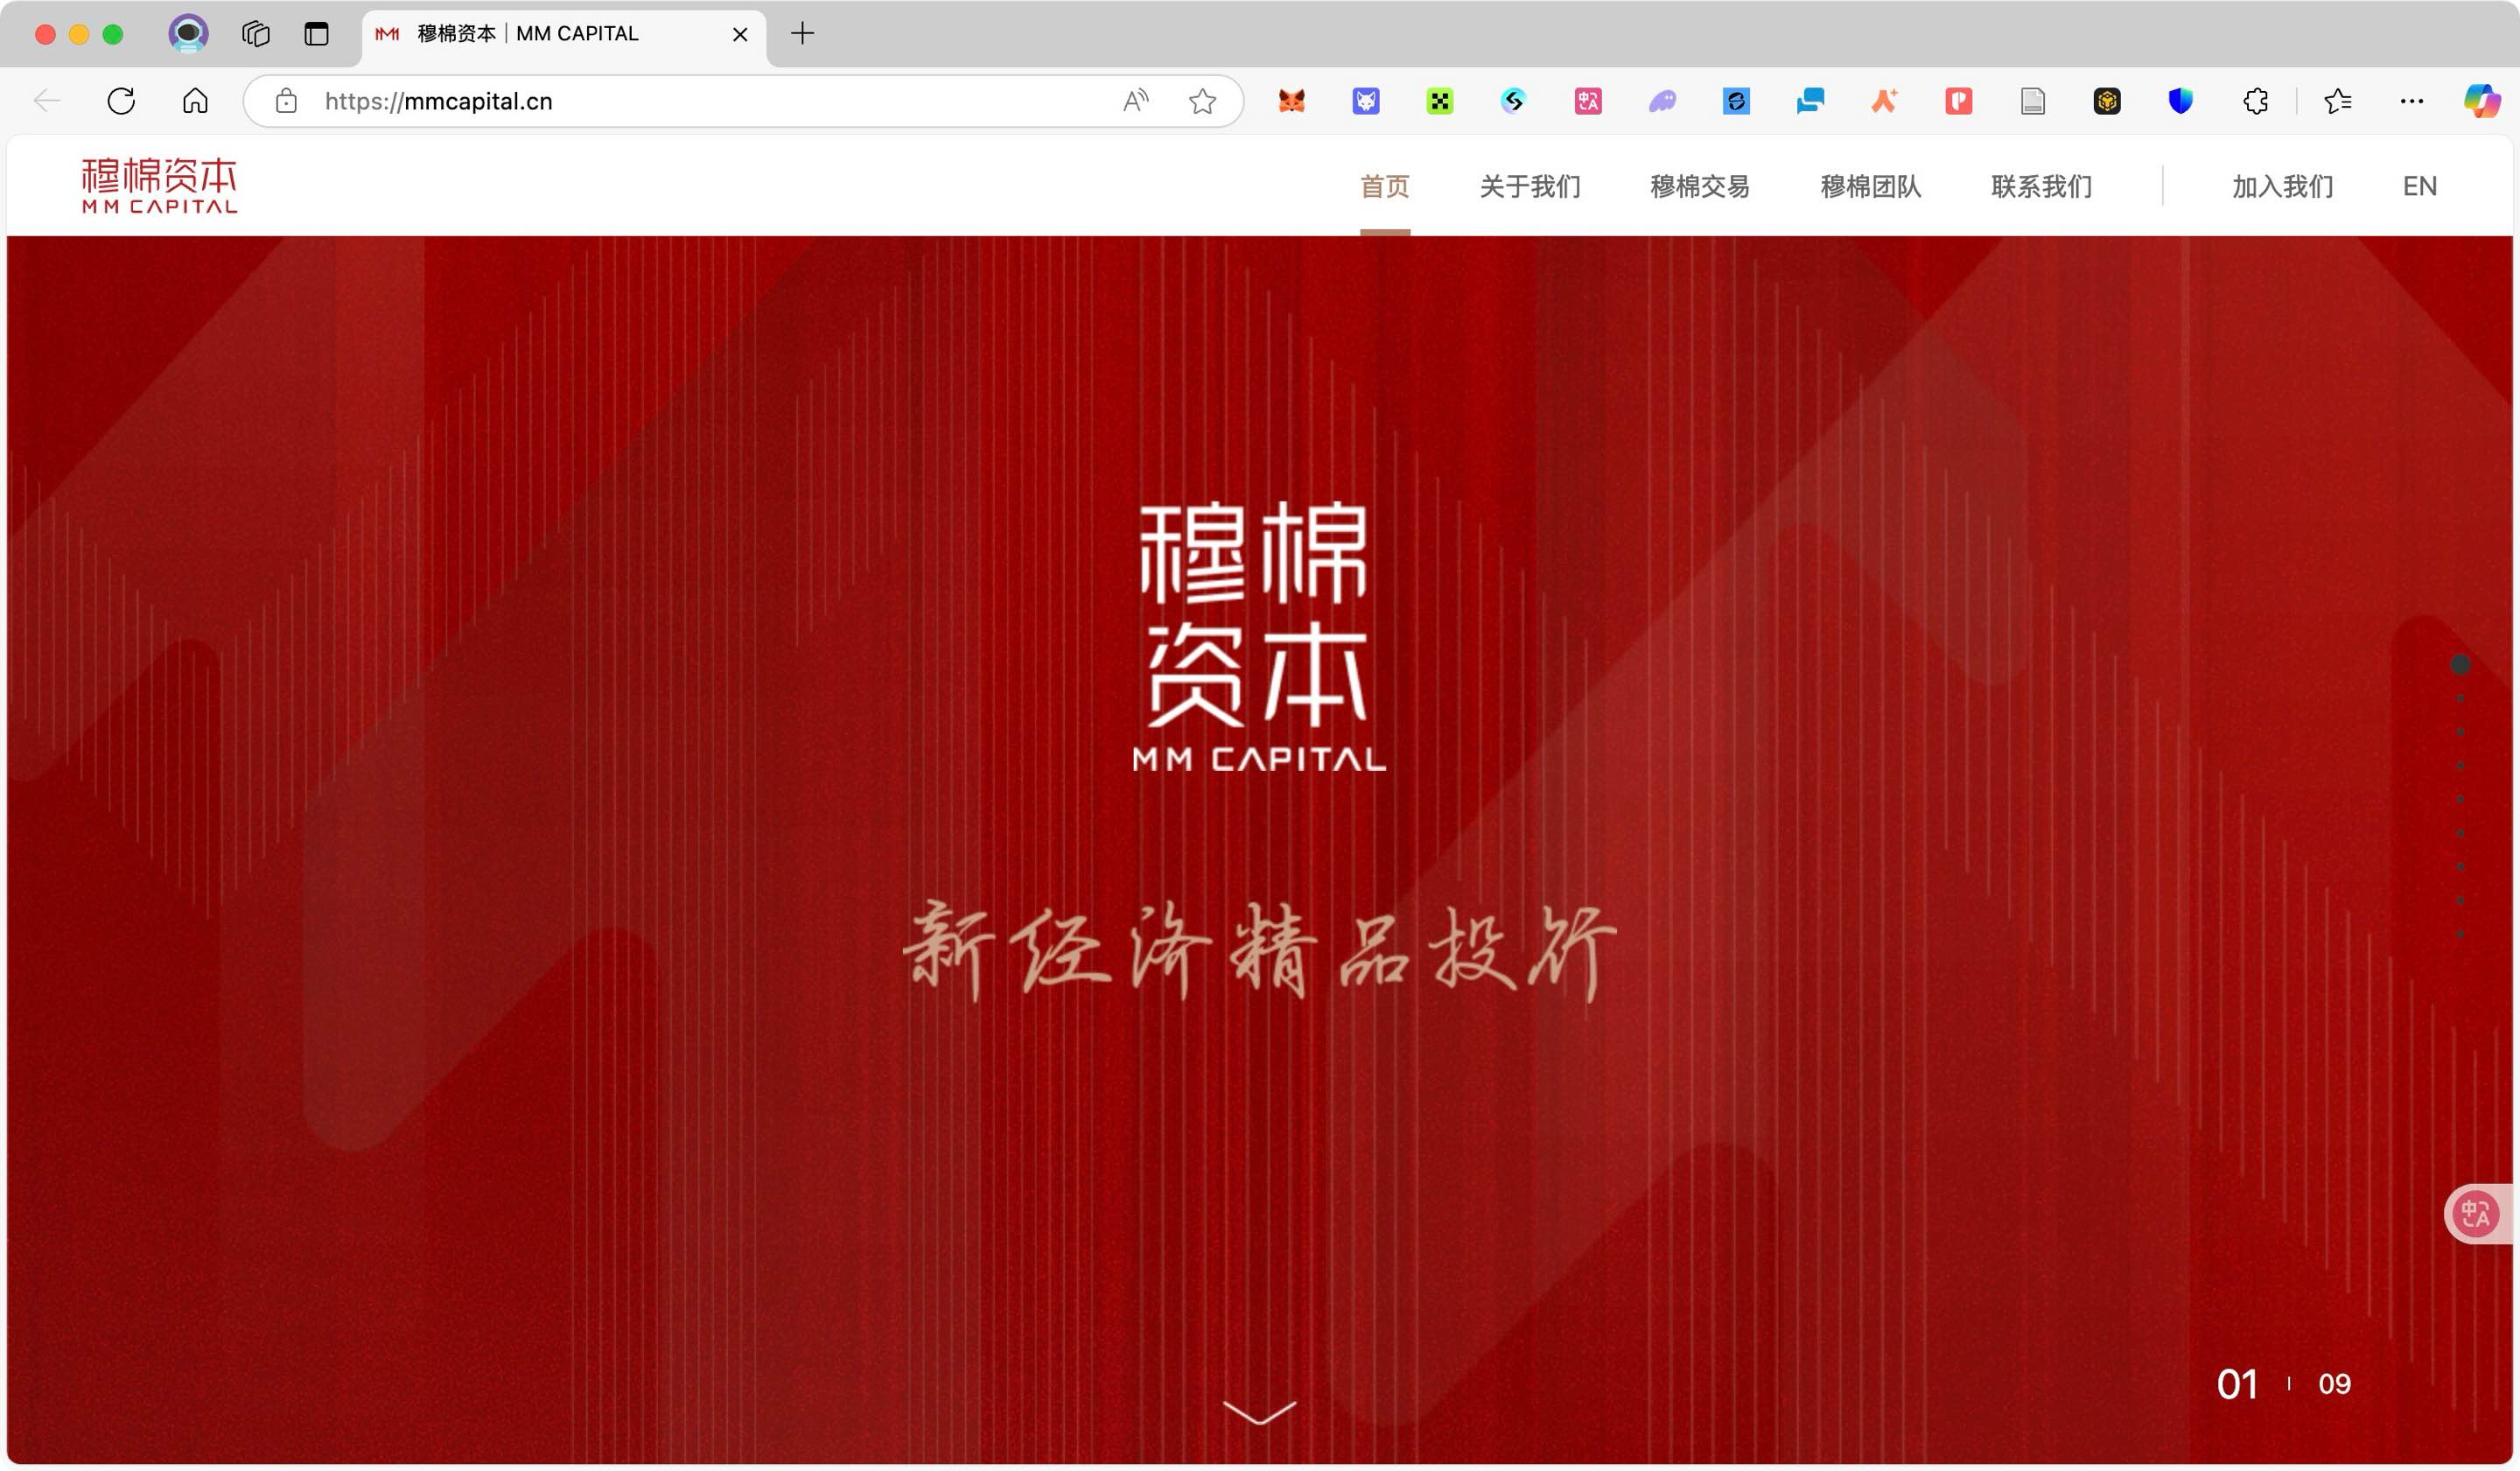 穆棉资本｜MM CAPITAL
https://mmcapital.cn
穆棉资本
MM CAPITAL
首页 关于我们 穆棉交易 穆棉团队 联系我们 加入我们 EN
穆棉
资本
MM CAPITAL
新经济精品投行
01 09